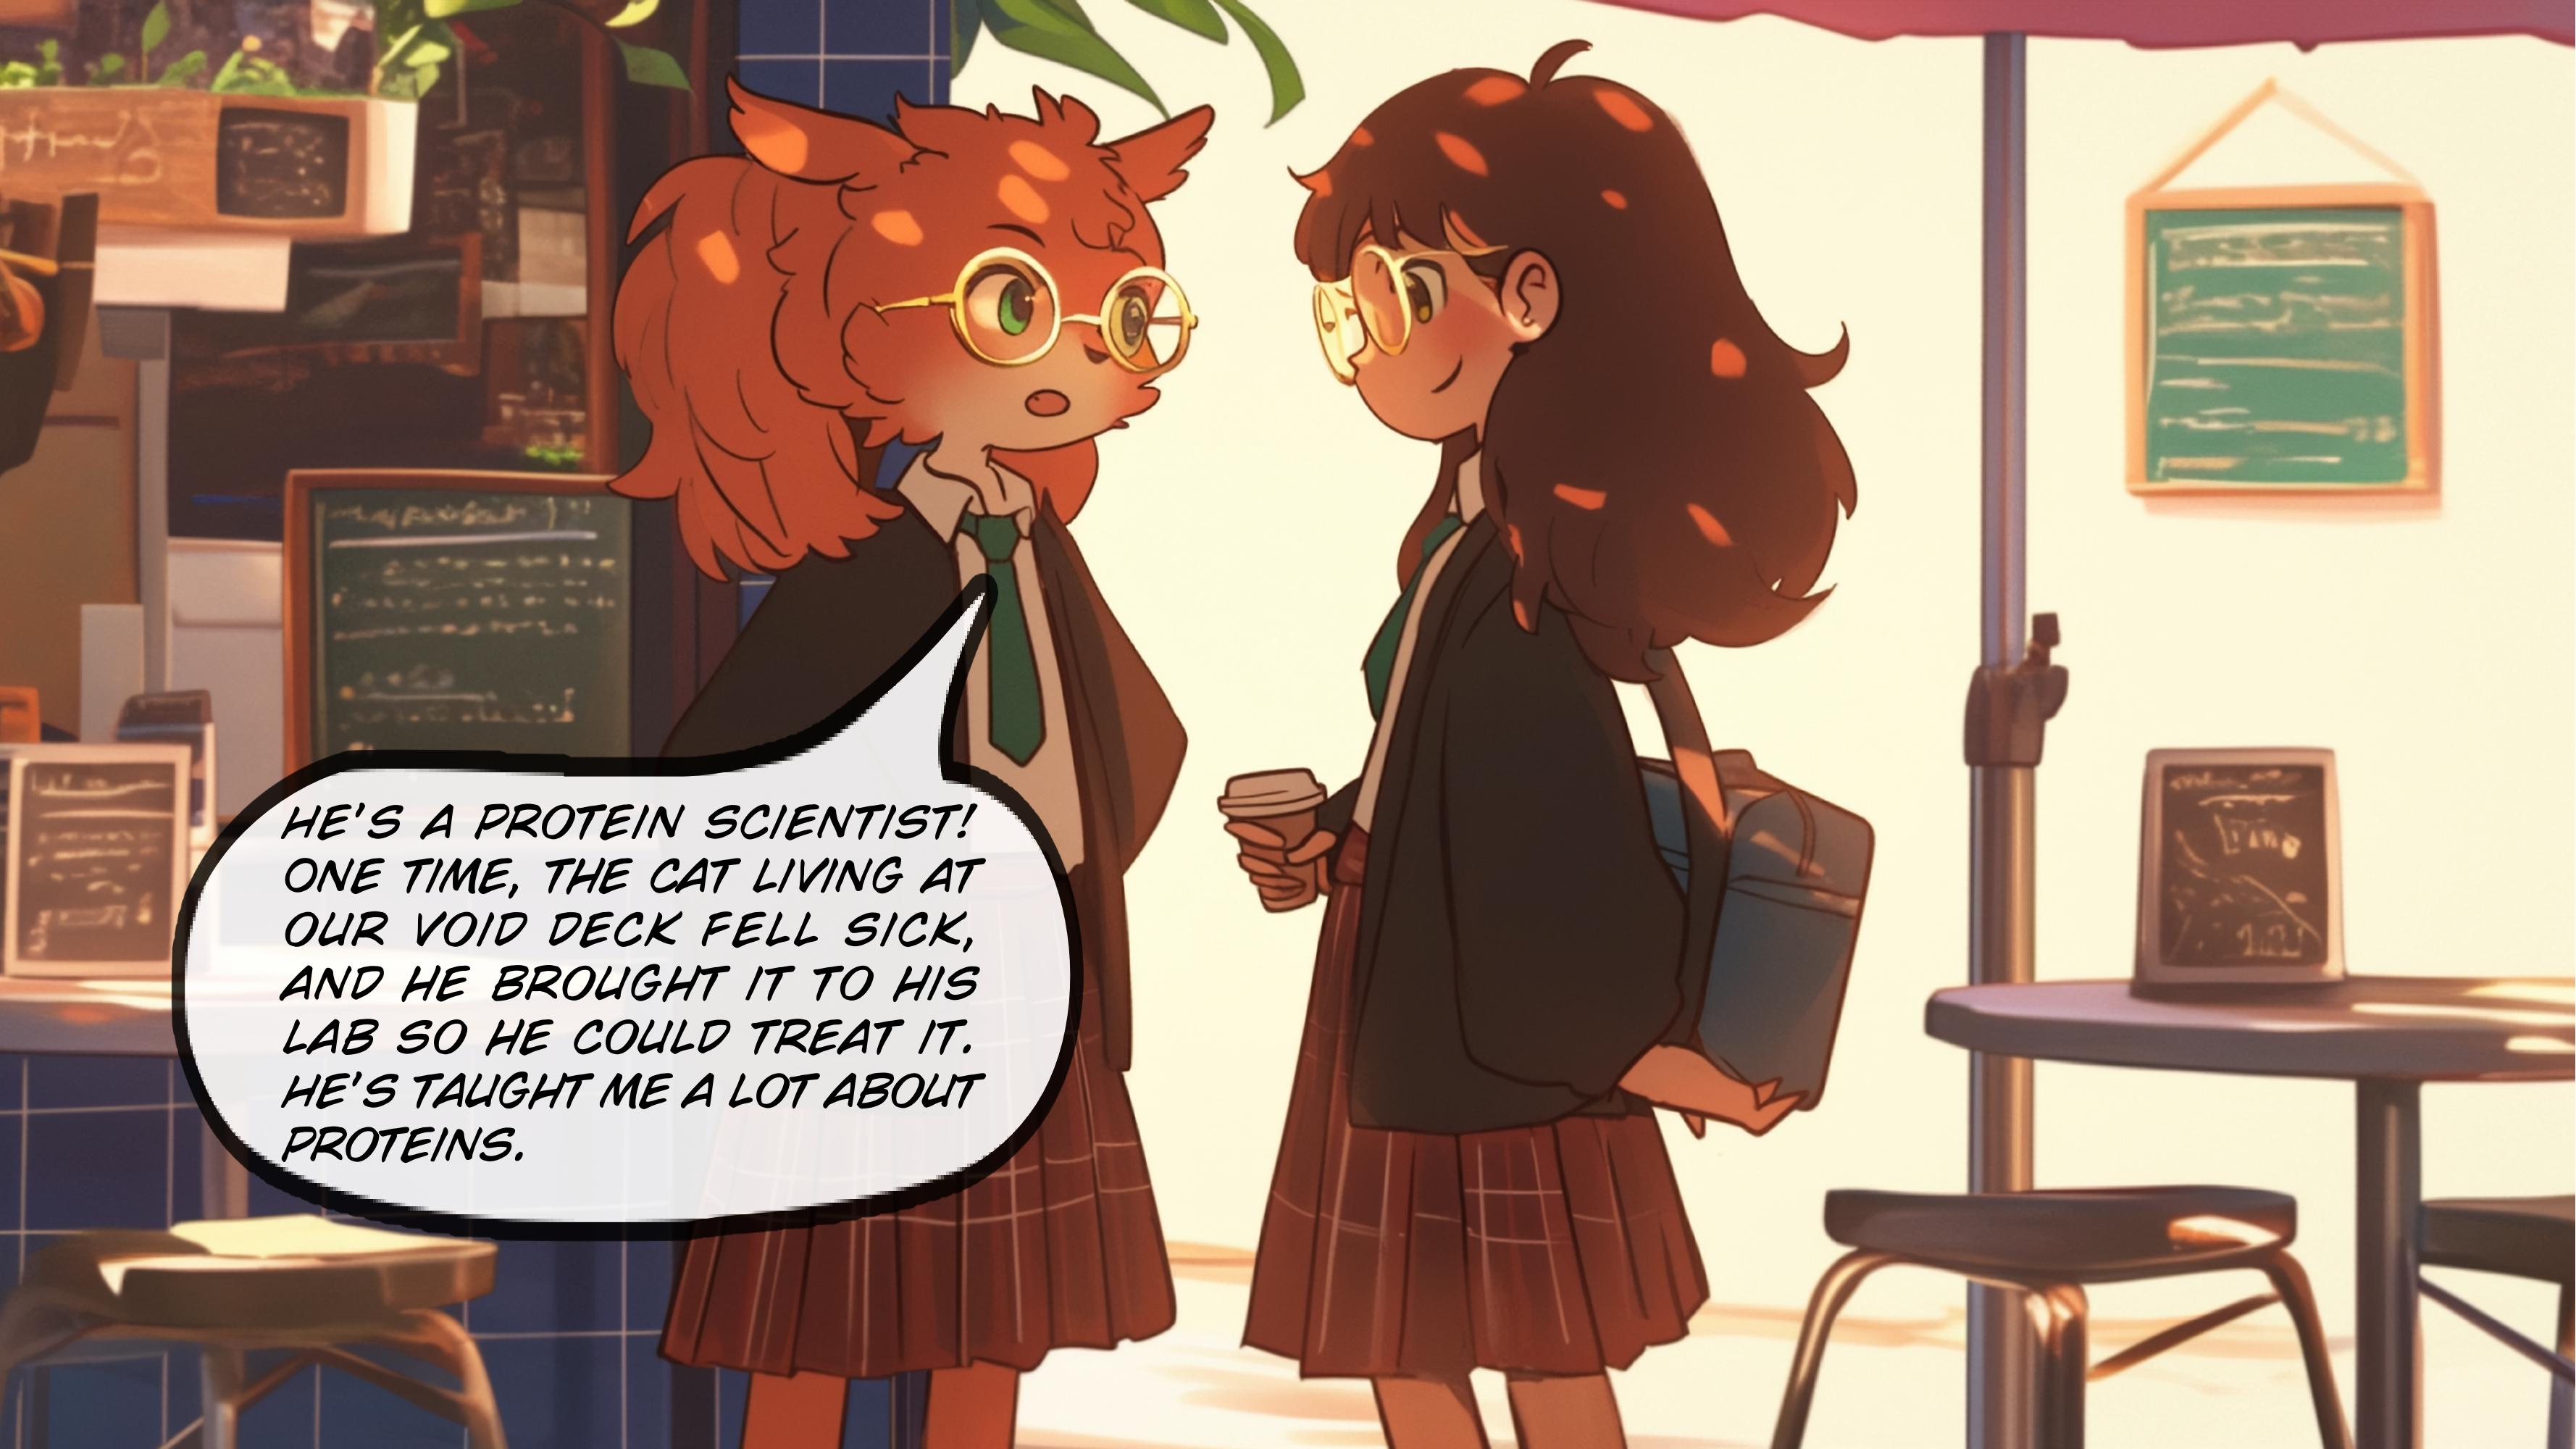 HE'S A PROTEIN SCIENTIST!
ONE TIME, THE CAT LIVING AT
OUR VOID DECK FELL SICK,
AND HE BROUGHT IT TO HIS
LAB SO HE COULD TREAT IT.
HE'S TAUGHT ME A LOT ABOUT
PROTEINS.